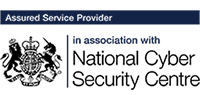 Assured Service Provider
in association with
National Cyber
Security Centre